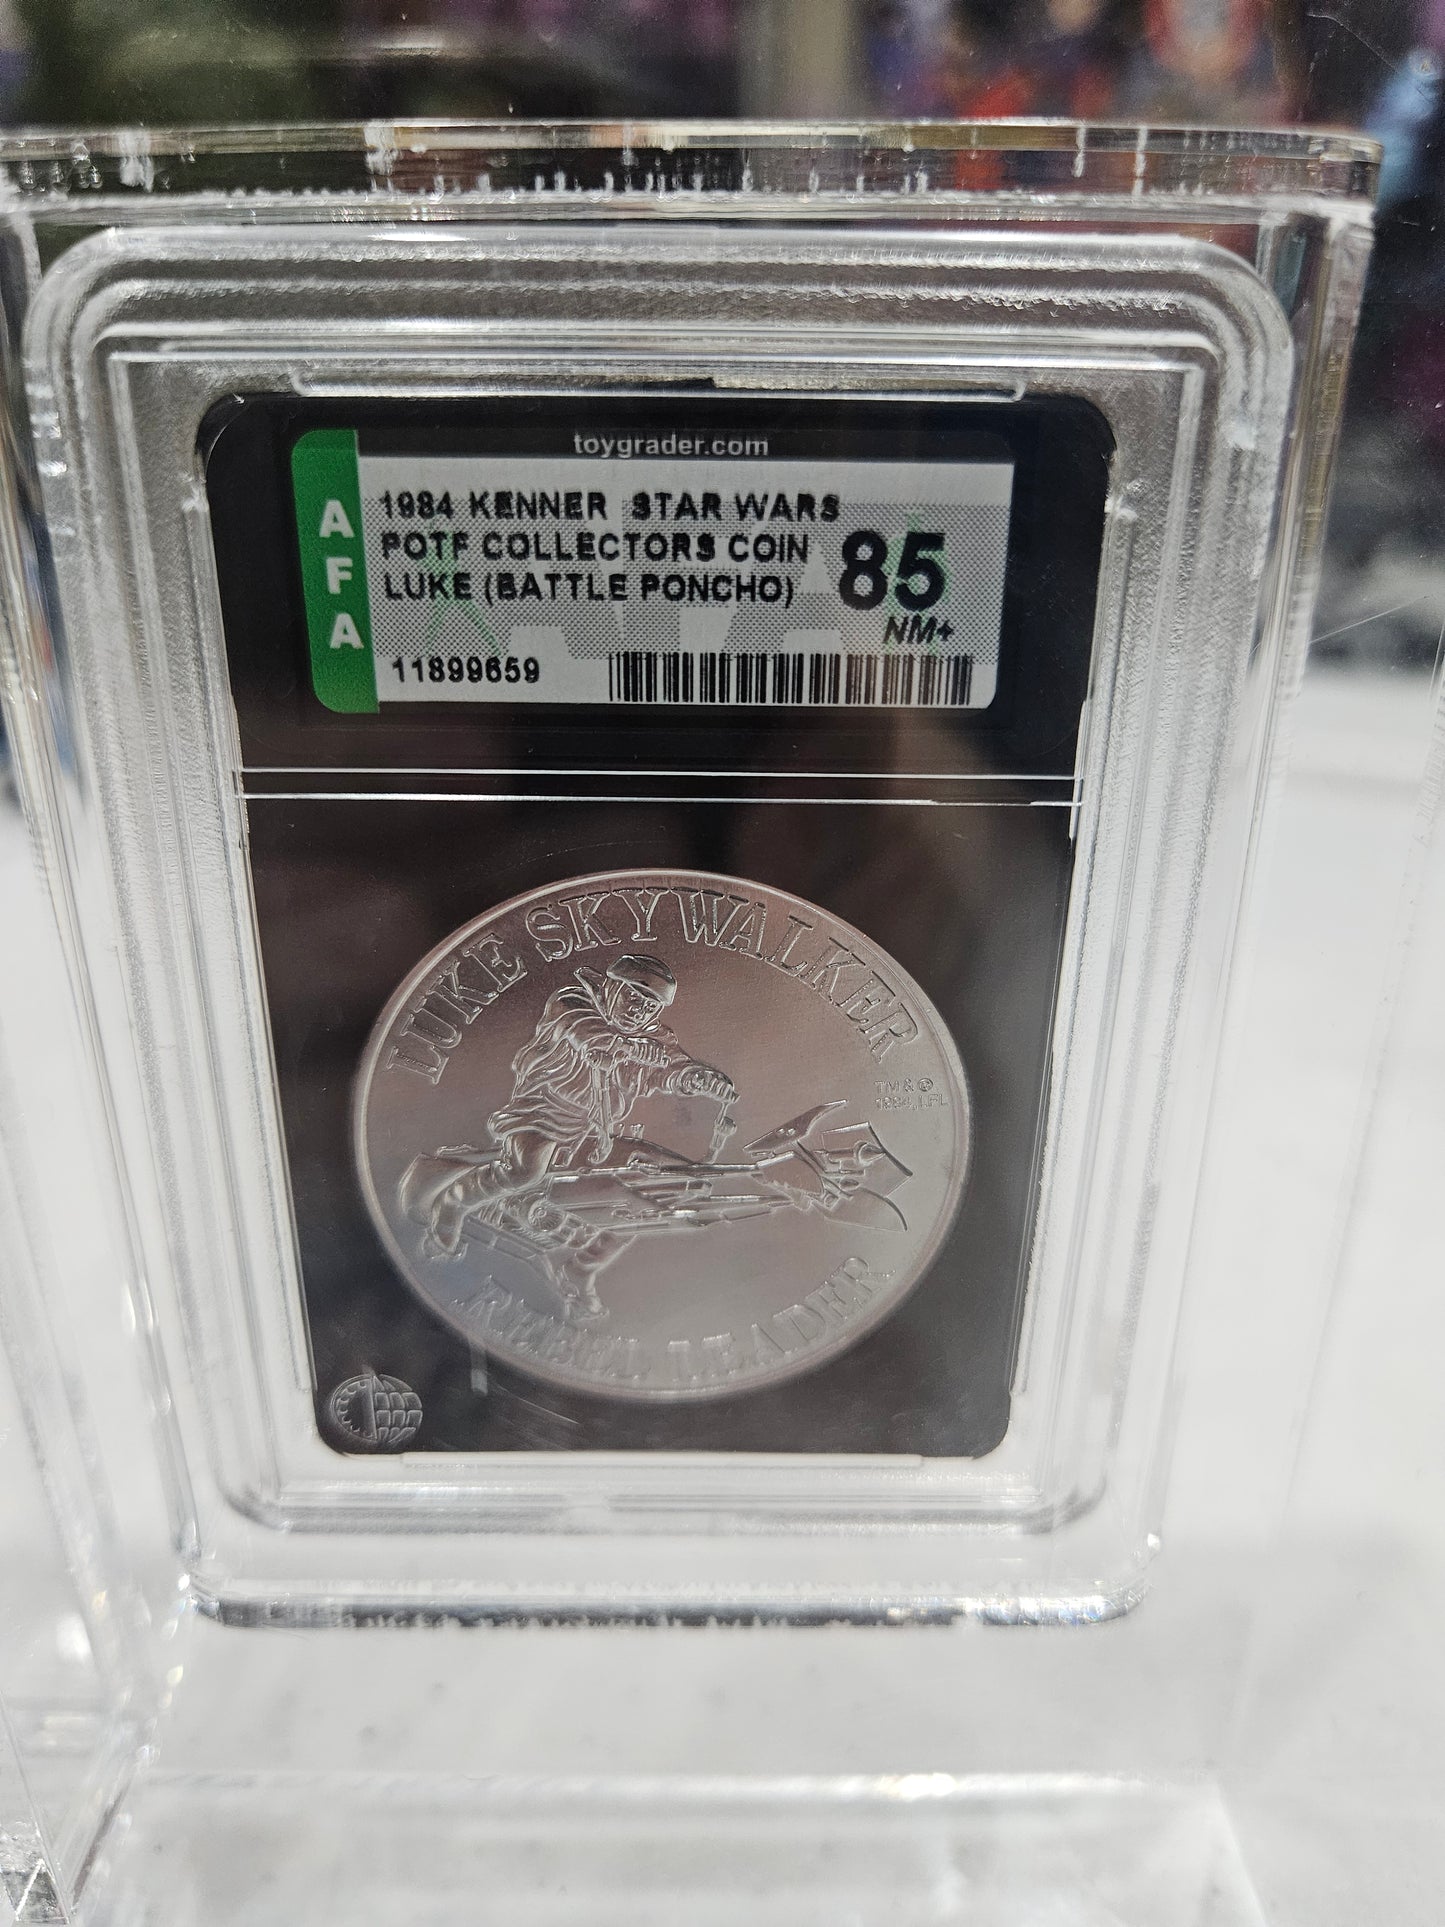 toygrader.com
AFA
1984 KENNER STAR WARS
POTF COLLECTORS COIN
LUKE (BATTLE PONCHO)
85
NM+
11899659
LUKE SKYWALKER
TM & ©
1984, LFL
REBEL LEADER